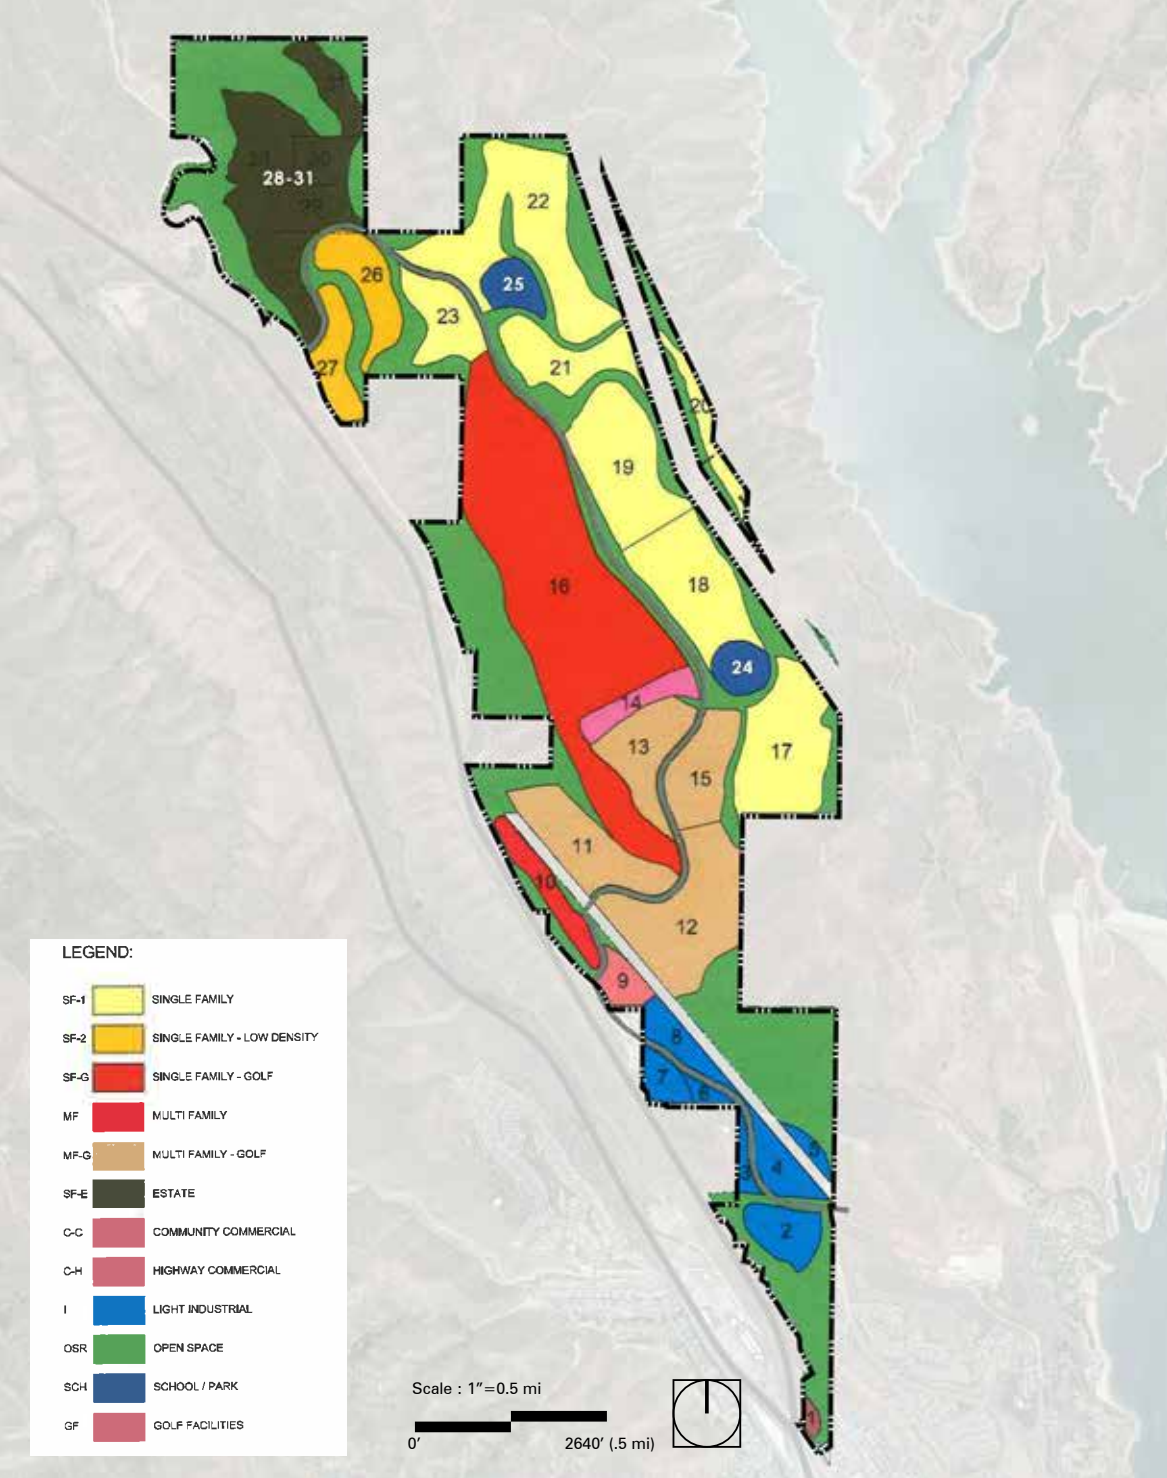 28-31
22
26
25
23
27
21
20
19
18
16
24
14
13
17
15
11
10
12
9
8
7
6
5
4
3
2
1
LEGEND:
SF-1 SINGLE FAMILY
SF-2 SINGLE FAMILY - LOW DENSITY
SF-G SINGLE FAMILY - GOLF
MF MULTI FAMILY
MF-G MULTI FAMILY - GOLF
SF-E ESTATE
C-C COMMUNITY COMMERCIAL
C-H HIGHWAY COMMERCIAL
I LIGHT INDUSTRIAL
OSR OPEN SPACE
SCH SCHOOL / PARK
GF GOLF FACILITIES
Scale : 1"=0.5 mi
0' 2640' (.5 mi)